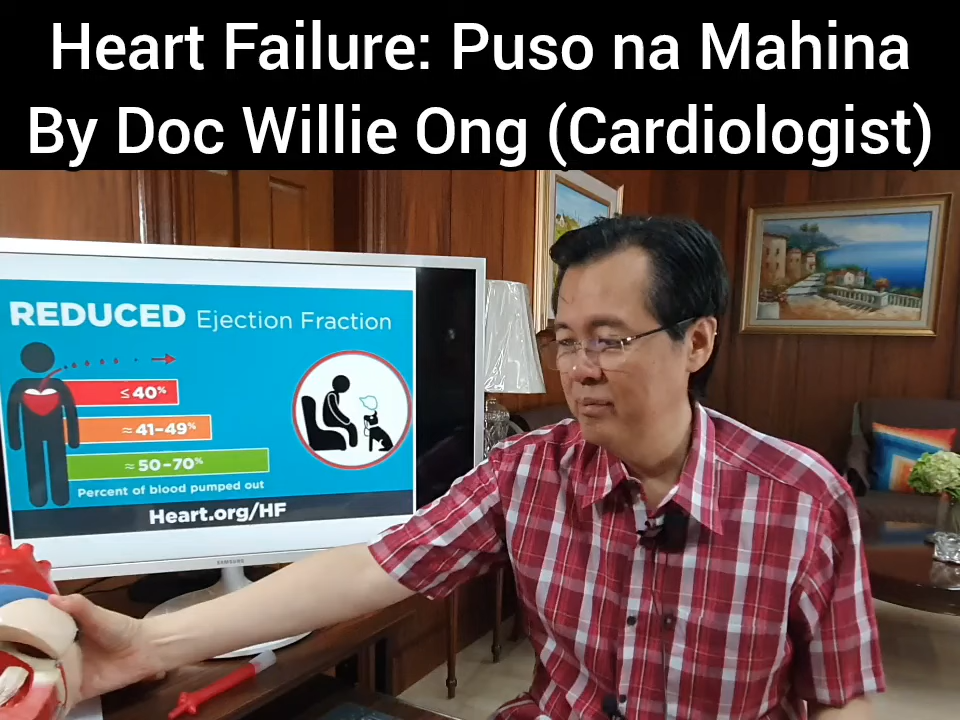 Heart Failure: Puso na Mahina
By Doc Willie Ong (Cardiologist)
REDUCED Ejection Fraction
≤40%
≈41-49%
≈50-70%
Percent of blood pumped out
Heart.org/HF
SAMSUNG